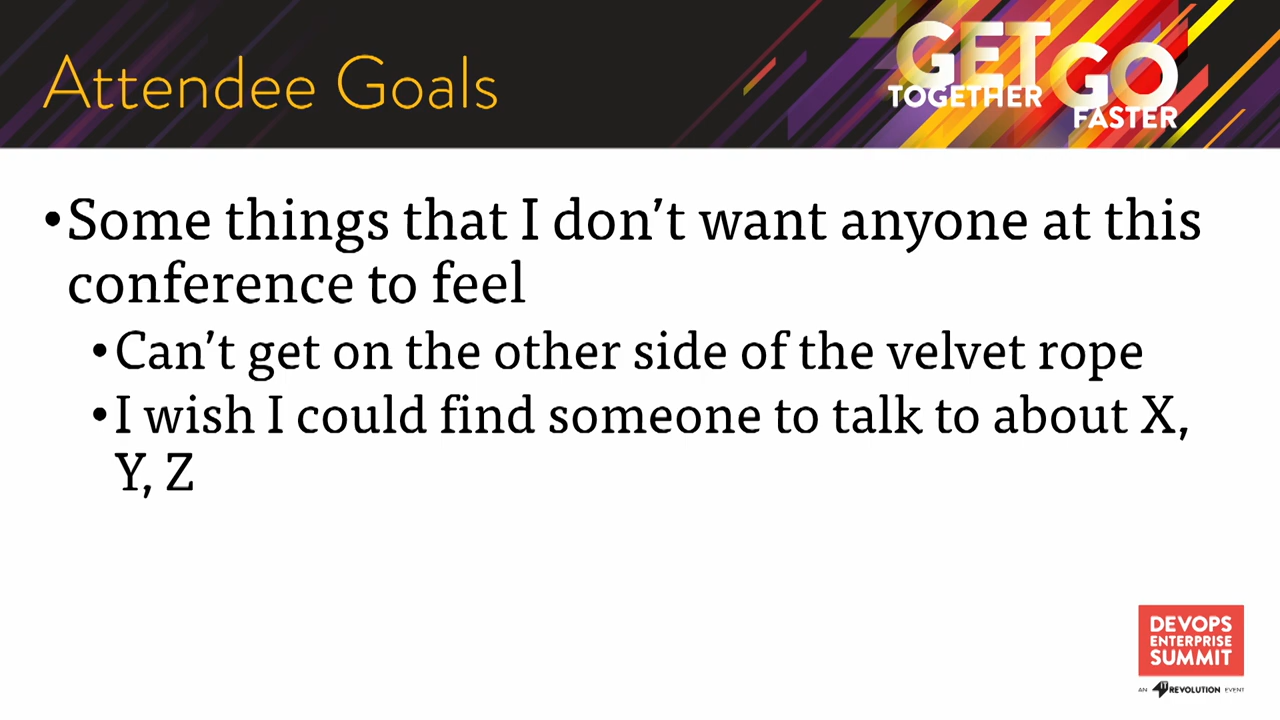 Attendee Goals
GET GO
TOGETHER
FASTER
•Some things that I don’t want anyone at this
conference to feel
•Can’t get on the other side of the velvet rope
•I wish I could find someone to talk to about X,
Y, Z
DEVOPS
ENTERPRISE
SUMMIT
AN IT REVOLUTION EVENT